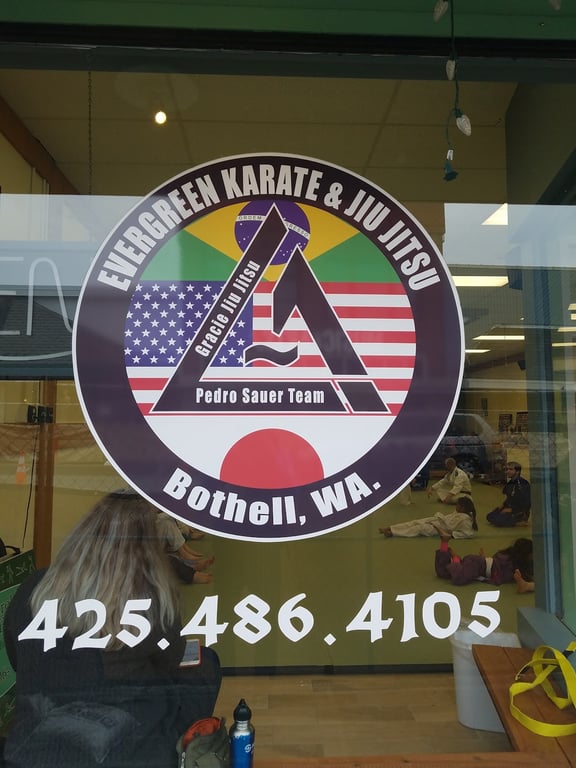 EVERGREEN KARATE & JIU JITSU
Gracie Jiu Jitsu
Pedro Sauer Team
Bothell, WA.
425.486.4105